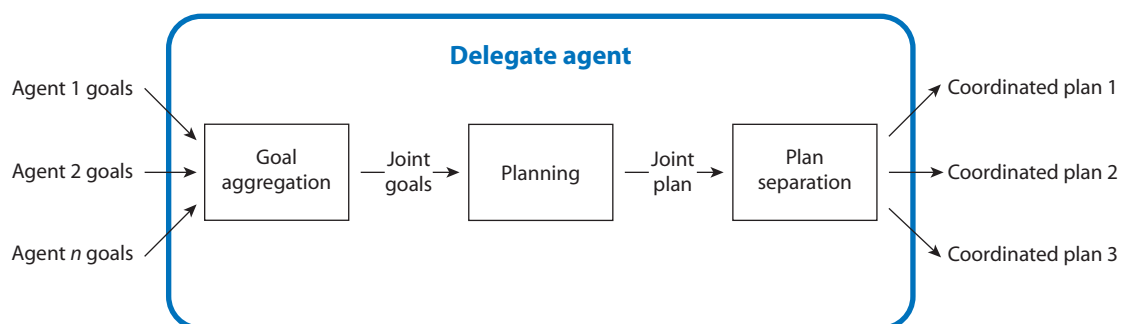 Delegate agent
Agent 1 goals
Agent 2 goals
Agent n goals
Goal
aggregation
Joint
goals
Planning
Joint
plan
Plan
separation
Coordinated plan 1
Coordinated plan 2
Coordinated plan 3